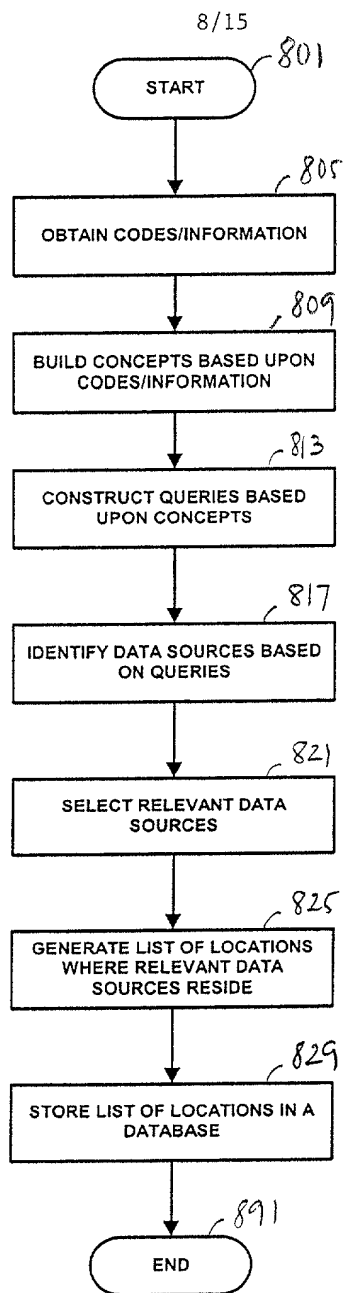 8/15
801
START
805
OBTAIN CODES/INFORMATION
809
BUILD CONCEPTS BASED UPON
CODES/INFORMATION
813
CONSTRUCT QUERIES BASED
UPON CONCEPTS
817
IDENTIFY DATA SOURCES BASED
ON QUERIES
821
SELECT RELEVANT DATA
SOURCES
825
GENERATE LIST OF LOCATIONS
WHERE RELEVANT DATA
SOURCES RESIDE
829
STORE LIST OF LOCATIONS IN A
DATABASE
891
END